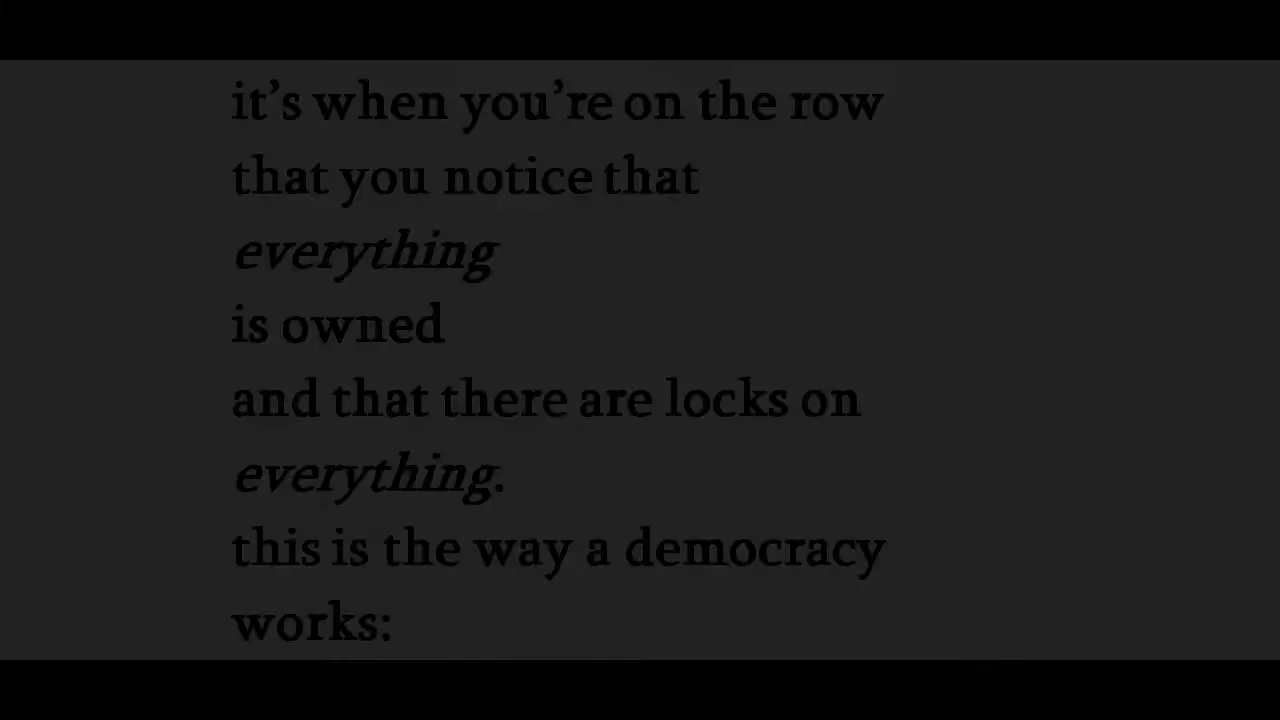 it’s when you’re on the row
that you notice that
everything
is owned
and that there are locks on
everything.
this is the way a democracy
works: